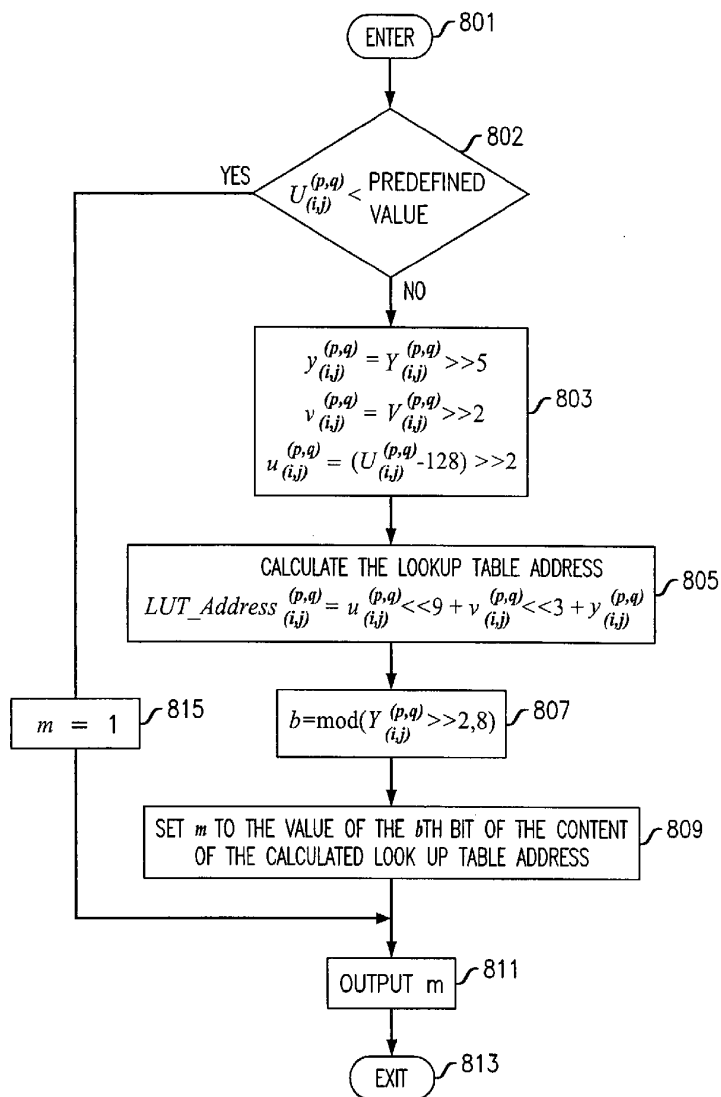 ENTER
801
802
YES
U(i,j)(p,q) < PREDEFINED VALUE
NO
y(i,j)(p,q) = Y(i,j)(p,q) >>5
v(i,j)(p,q) = V(i,j)(p,q) >>2
u(i,j)(p,q) = (U(i,j)(p,q) -128) >>2
803
CALCULATE THE LOOKUP TABLE ADDRESS
LUT_Address(i,j)(p,q) = u(i,j)(p,q) <<9 + v(i,j)(p,q) <<3 + y(i,j)(p,q)
805
m = 1
815
b=mod(Y(i,j)(p,q) >>2,8)
807
SET m TO THE VALUE OF THE bTH BIT OF THE CONTENT
OF THE CALCULATED LOOK UP TABLE ADDRESS
809
OUTPUT m
811
EXIT
813